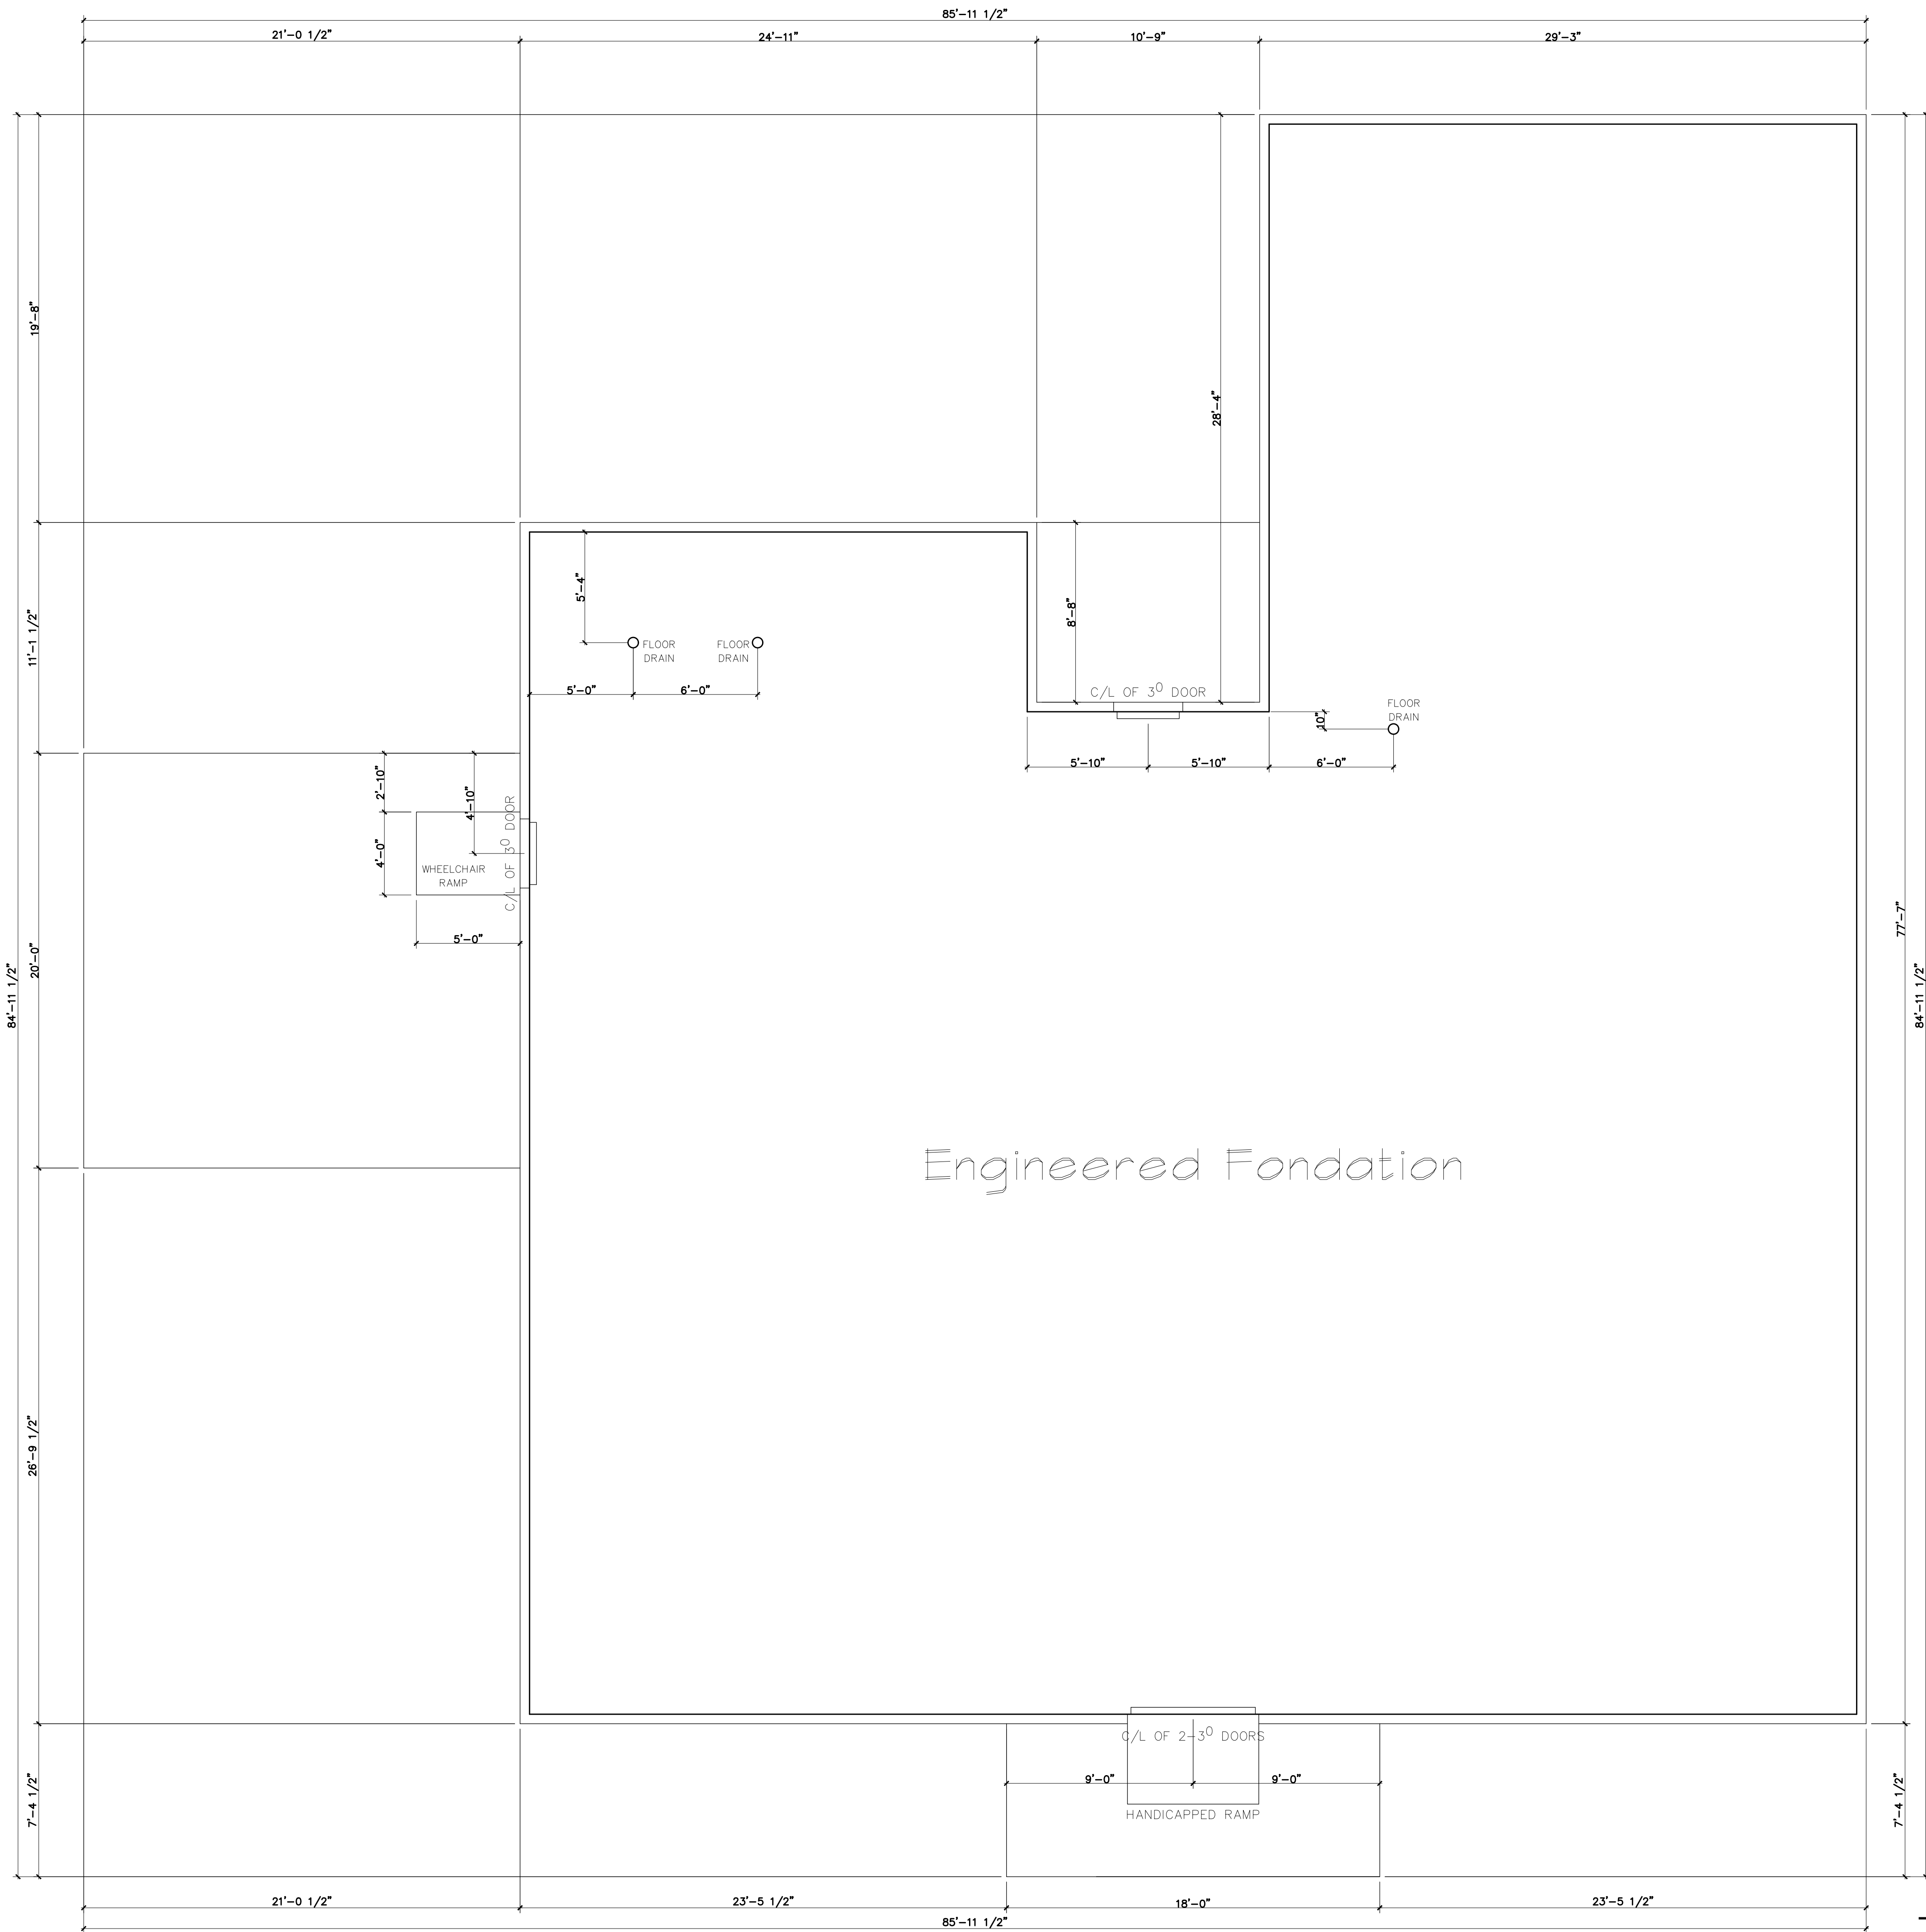 85'-11 1/2"
21'-0 1/2"
24'-11"
10'-9"
29'-3"
19'-8"
28'-4"
5'-4"
8'-8"
11'-1 1/2"
FLOOR
DRAIN
FLOOR
DRAIN
5'-0"
6'-0"
C/L OF 3⁰ DOOR
FLOOR
DRAIN
10"
5'-10"
5'-10"
6'-0"
2'-10"
4'-10"
4'-0"
C/L OF 3⁰ DOOR
WHEELCHAIR
RAMP
5'-0"
20'-0"
77'-7"
84'-11 1/2"
84'-11 1/2"
Engineered Fondation
26'-9 1/2"
C/L OF 2-3⁰ DOORS
9'-0"
9'-0"
HANDICAPPED RAMP
7'-4 1/2"
7'-4 1/2"
21'-0 1/2"
23'-5 1/2"
18'-0"
23'-5 1/2"
85'-11 1/2"